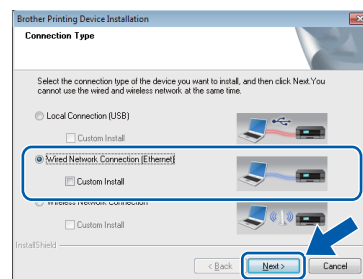 Brother Printing Device Installation
Connection Type
Select the connection type of the device you want to install, and then click Next.You
cannot use the wired and wireless network at the same time.
Local Connection (USB)
Custom Install
Wired Network Connection (Ethernet)
Custom Install
Wireless Network Connection
Custom Install
InstallShield
< Back Next > Cancel